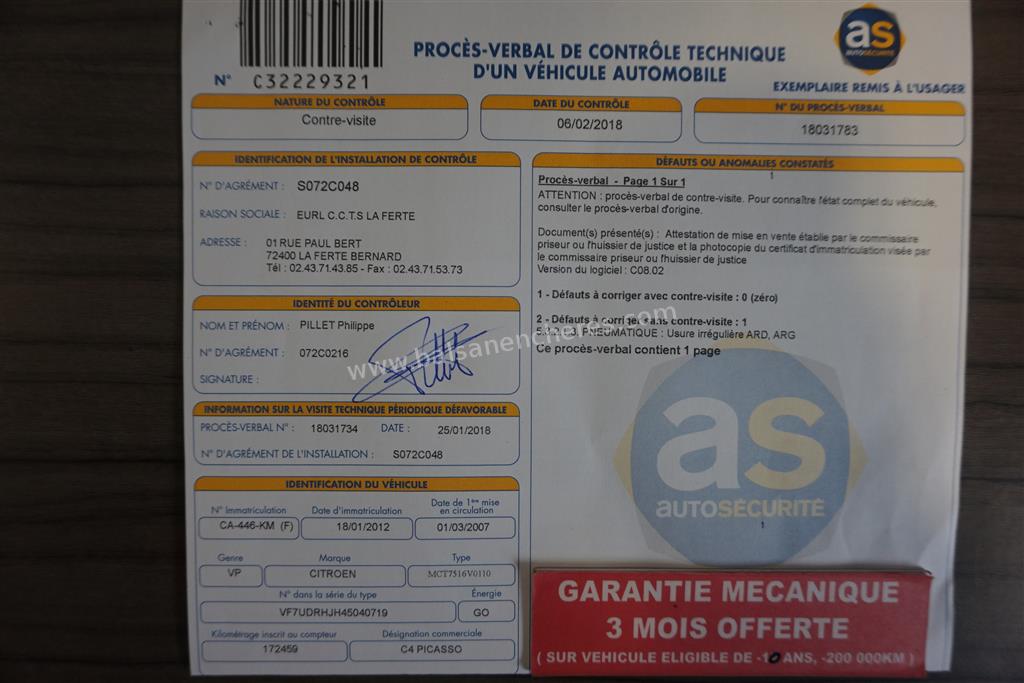 PROCÈS-VERBAL DE CONTRÔLE TECHNIQUE
D'UN VÉHICULE AUTOMOBILE
as
AUTOSÉCURITÉ
N° C32229321
EXEMPLAIRE REMIS À L'USAGER
NATURE DU CONTRÔLE
Contre-visite
DATE DU CONTRÔLE
06/02/2018
N° DU PROCÈS-VERBAL
18031783
IDENTIFICATION DE L'INSTALLATION DE CONTRÔLE
N° D'AGRÉMENT : S072C048
RAISON SOCIALE : EURL C.C.T.S LA FERTE
ADRESSE : 01 RUE PAUL BERT
72400 LA FERTE BERNARD
Tél : 02.43.71.43.85 - Fax : 02.43.71.53.73
IDENTITÉ DU CONTRÔLEUR
NOM ET PRÉNOM : PILLET Philippe
N° D'AGRÉMENT : 072C0216
SIGNATURE :
INFORMATION SUR LA VISITE TECHNIQUE PÉRIODIQUE DÉFAVORABLE
PROCÈS-VERBAL N° : 18031734 DATE : 25/01/2018
N° D'AGRÉMENT DE L'INSTALLATION : S072C048
IDENTIFICATION DU VÉHICULE
N° Immatriculation Date d'immatriculation Date de 1ère mise en circulation
CA-446-KM (F) 18/01/2012 01/03/2007
Genre Marque Type
VP CITROEN MCT7516V0110
N° dans la série du type Énergie
VF7UDRHJH45040719 GO
Kilométrage inscrit au compteur Désignation commerciale
172459 C4 PICASSO
DÉFAUTS OU ANOMALIES CONSTATÉS
1
Procès-verbal - Page 1 Sur 1
ATTENTION : procès-verbal de contre-visite. Pour connaître l'état complet du véhicule,
consulter le procès-verbal d'origine.
Document(s) présenté(s) : Attestation de mise en vente établie par le commissaire
priseur ou l'huissier de justice et la photocopie du certificat d'immatriculation visée par
le commissaire priseur ou l'huissier de justice
Version du logiciel : C08.02
1 - Défauts à corriger avec contre-visite : 0 (zéro)
2 - Défauts à corriger sans contre-visite : 1
5.2.2.B.3. PNEUMATIQUE : Usure irrégulière ARD, ARG
Ce procès-verbal contient 1 page
www.balsanencheres.com
as
AUTOSÉCURITÉ
1
GARANTIE MECANIQUE
3 MOIS OFFERTE
( SUR VEHICULE ELIGIBLE DE -10 ANS, -200 000KM )